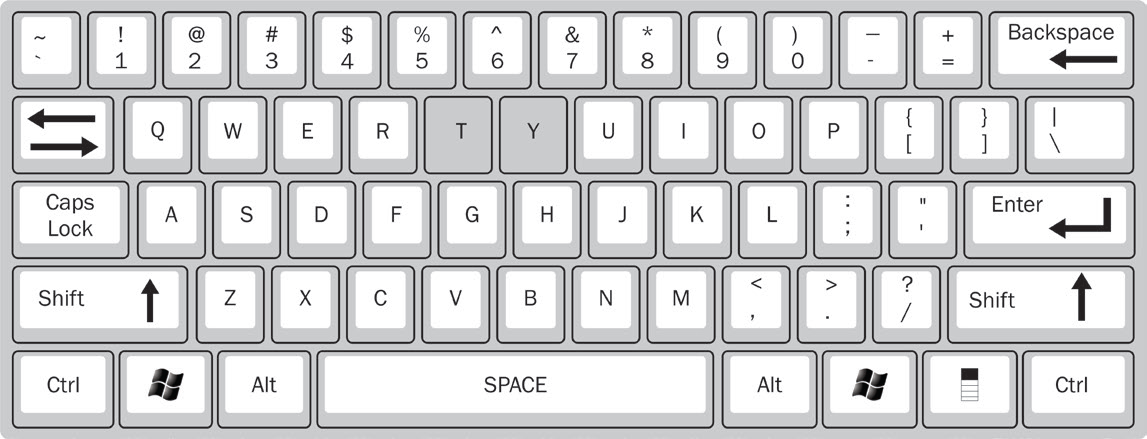 ~ ! @ # $ % ^ & * ( ) — + Backspace
` 1 2 3 4 5 6 7 8 9 0 - =
Q W E R T Y U I O P { } |
[ ] \
Caps Lock A S D F G H J K L : " Enter
; '
Shift Z X C V B N M < > ? Shift
, . /
Ctrl Alt SPACE Alt Ctrl